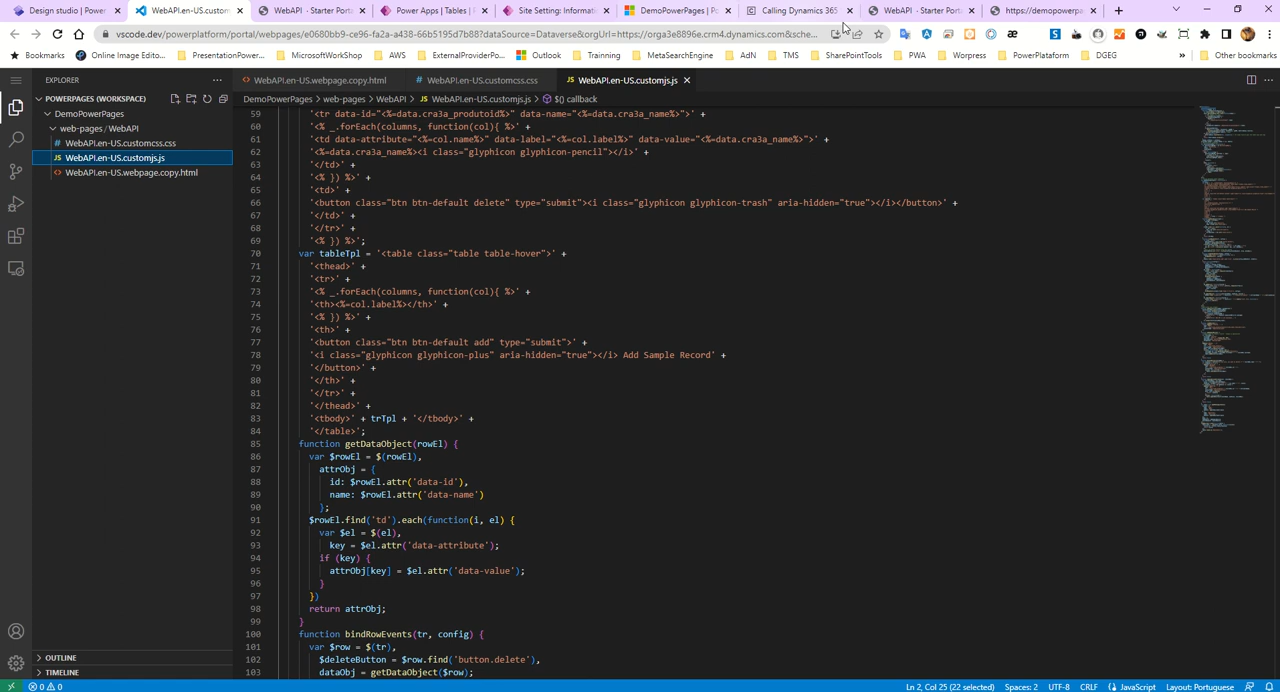 Design studio | Power
WebAPI.en-US.customjs
WebAPI · Starter Porta
Power Apps | Tables | P
Site Setting: Informatio
DemoPowerPages | Po
Calling Dynamics 365
WebAPI · Starter Porta
https://demopowerpa
vscode.dev/powerplatform/portal/webpages/e0680bb9-ce96-fa2a-a438-66b5195d7b88?dataSource=Dataverse&orgUrl=https://orga3e8896e.crm4.dynamics.com&sche...
Bookmarks Online Image Edito... PresentationPower... AWS MicrosoftWorkShop ExternalProviderPo... Outlook Trainning MetaSearchEngine AdN TMS SharePointTools PWA Worpress PowerPlataform DGEG » Other bookmarks
EXPLORER
POWERPAGES (WORKSPACE)
DemoPowerPages
web-pages / WebAPI
# WebAPI.en-US.customcss.css
JS WebAPI.en-US.customjs.js
<> WebAPI.en-US.webpage.copy.html
OUTLINE
TIMELINE
<> WebAPI.en-US.webpage.copy.html
# WebAPI.en-US.customcss.css
JS WebAPI.en-US.customjs.js
DemoPowerPages > web-pages > WebAPI > JS WebAPI.en-US.customjs.js > $() callback
59 '<tr data-id="<%=data.cra3a_produtoid%>" data-name="<%=data.cra3a_name%>">' +
60 '<% _.forEach(columns, function(col){ %>' +
61 '<td data-attribute="<%=col.name%>" data-label="<%=col.label%>" data-value="<%=data.cra3a_name%>">' +
62 '<%=data.cra3a_name%><i class="glyphicon glyphicon-pencil"></i>' +
63 '</td>' +
64 '<% }) %>' +
65 '<td>' +
66 '<button class="btn btn-default delete" type="submit"><i class="glyphicon glyphicon-trash" aria-hidden="true"></i></button>' +
67 '</td>' +
68 '</tr>' +
69 '<% }) %>';
70 var tableTpl = '<table class="table table-hover">' +
71 '<thead>' +
72 '<tr>' +
73 '<% _.forEach(columns, function(col){ %>' +
74 '<th><%=col.label%></th>' +
75 '<% }) %>' +
76 '<th>' +
77 '<button class="btn btn-default add" type="submit">' +
78 '<i class="glyphicon glyphicon-plus" aria-hidden="true"></i> Add Sample Record' +
79 '</button>' +
80 '</th>' +
81 '</tr>' +
82 '</thead>' +
83 '<tbody>' + trTpl + '</tbody>' +
84 '</table>';
85 function getDataObject(rowEl) {
86 var $rowEl = $(rowEl),
87 attrObj = {
88 id: $rowEl.attr('data-id'),
89 name: $rowEl.attr('data-name')
90 };
91 $rowEl.find('td').each(function(i, el) {
92 var $el = $(el),
93 key = $el.attr('data-attribute');
94 if (key) {
95 attrObj[key] = $el.attr('data-value');
96 }
97 })
98 return attrObj;
99 }
100 function bindRowEvents(tr, config) {
101 var $row = $(tr),
102 $deleteButton = $row.find('button.delete'),
103 dataObj = getDataObject($row);
0 0 Ln 2, Col 25 (22 selected) Spaces: 2 UTF-8 CRLF JavaScript Layout: Portuguese